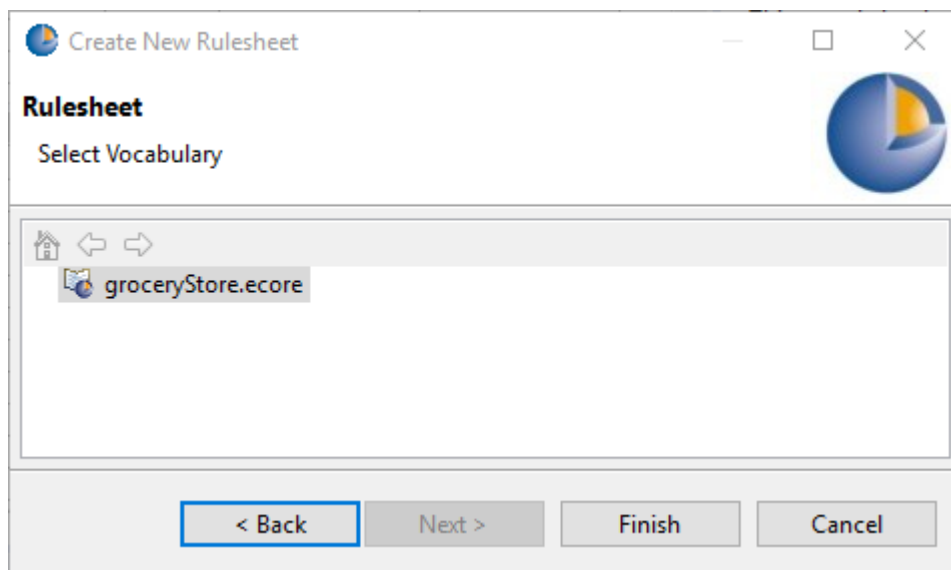 Create New Rulesheet
Rulesheet
Select Vocabulary
groceryStore.ecore
< Back
Next >
Finish
Cancel